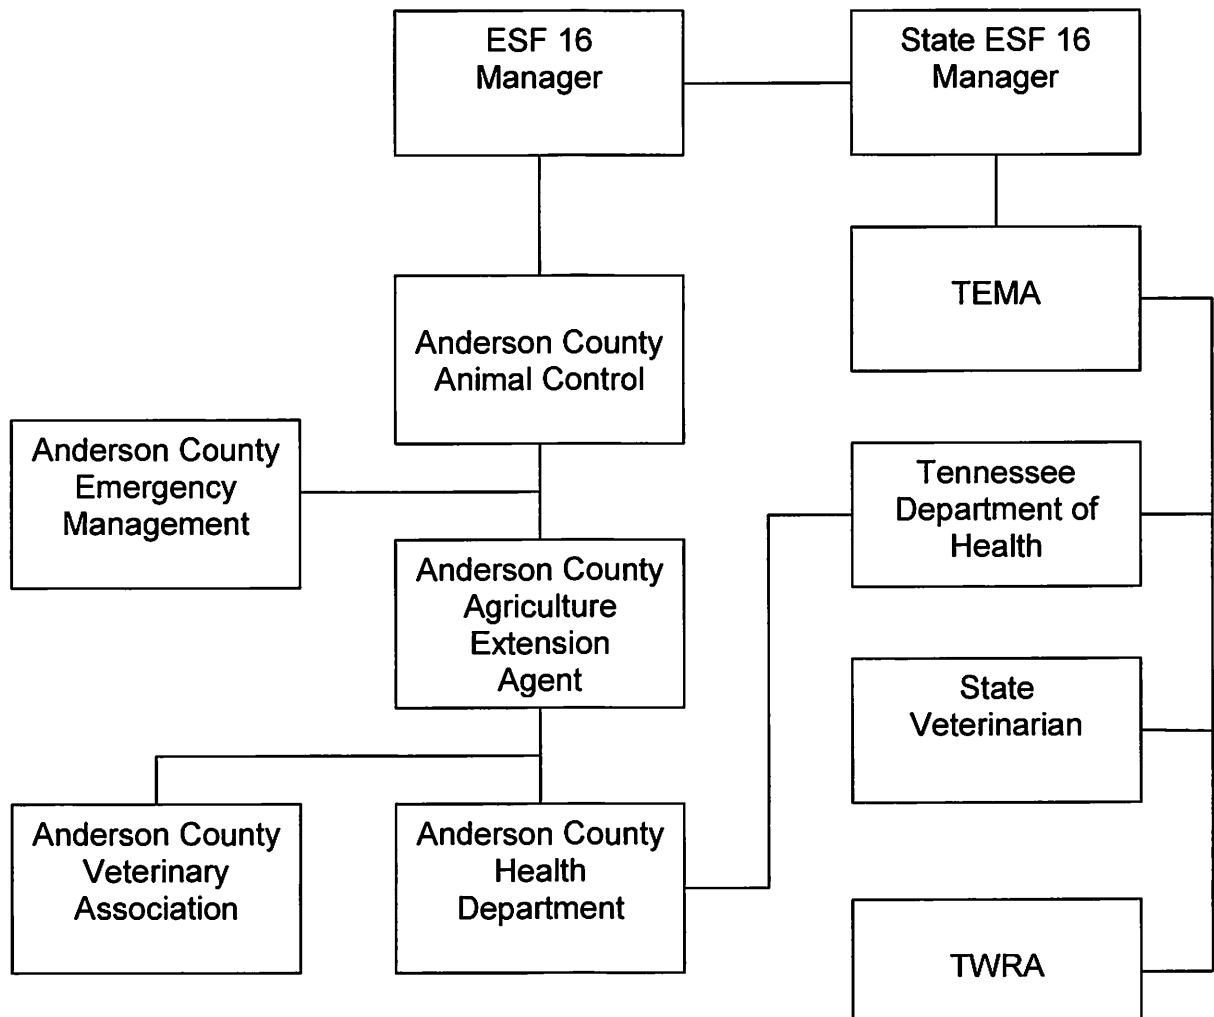 ESF 16
Manager
State ESF 16
Manager
TEMA
Anderson County
Animal Control
Anderson County
Emergency
Management
Tennessee
Department of
Health
Anderson County
Agriculture
Extension
Agent
State
Veterinarian
Anderson County
Veterinary
Association
Anderson County
Health
Department
TWRA